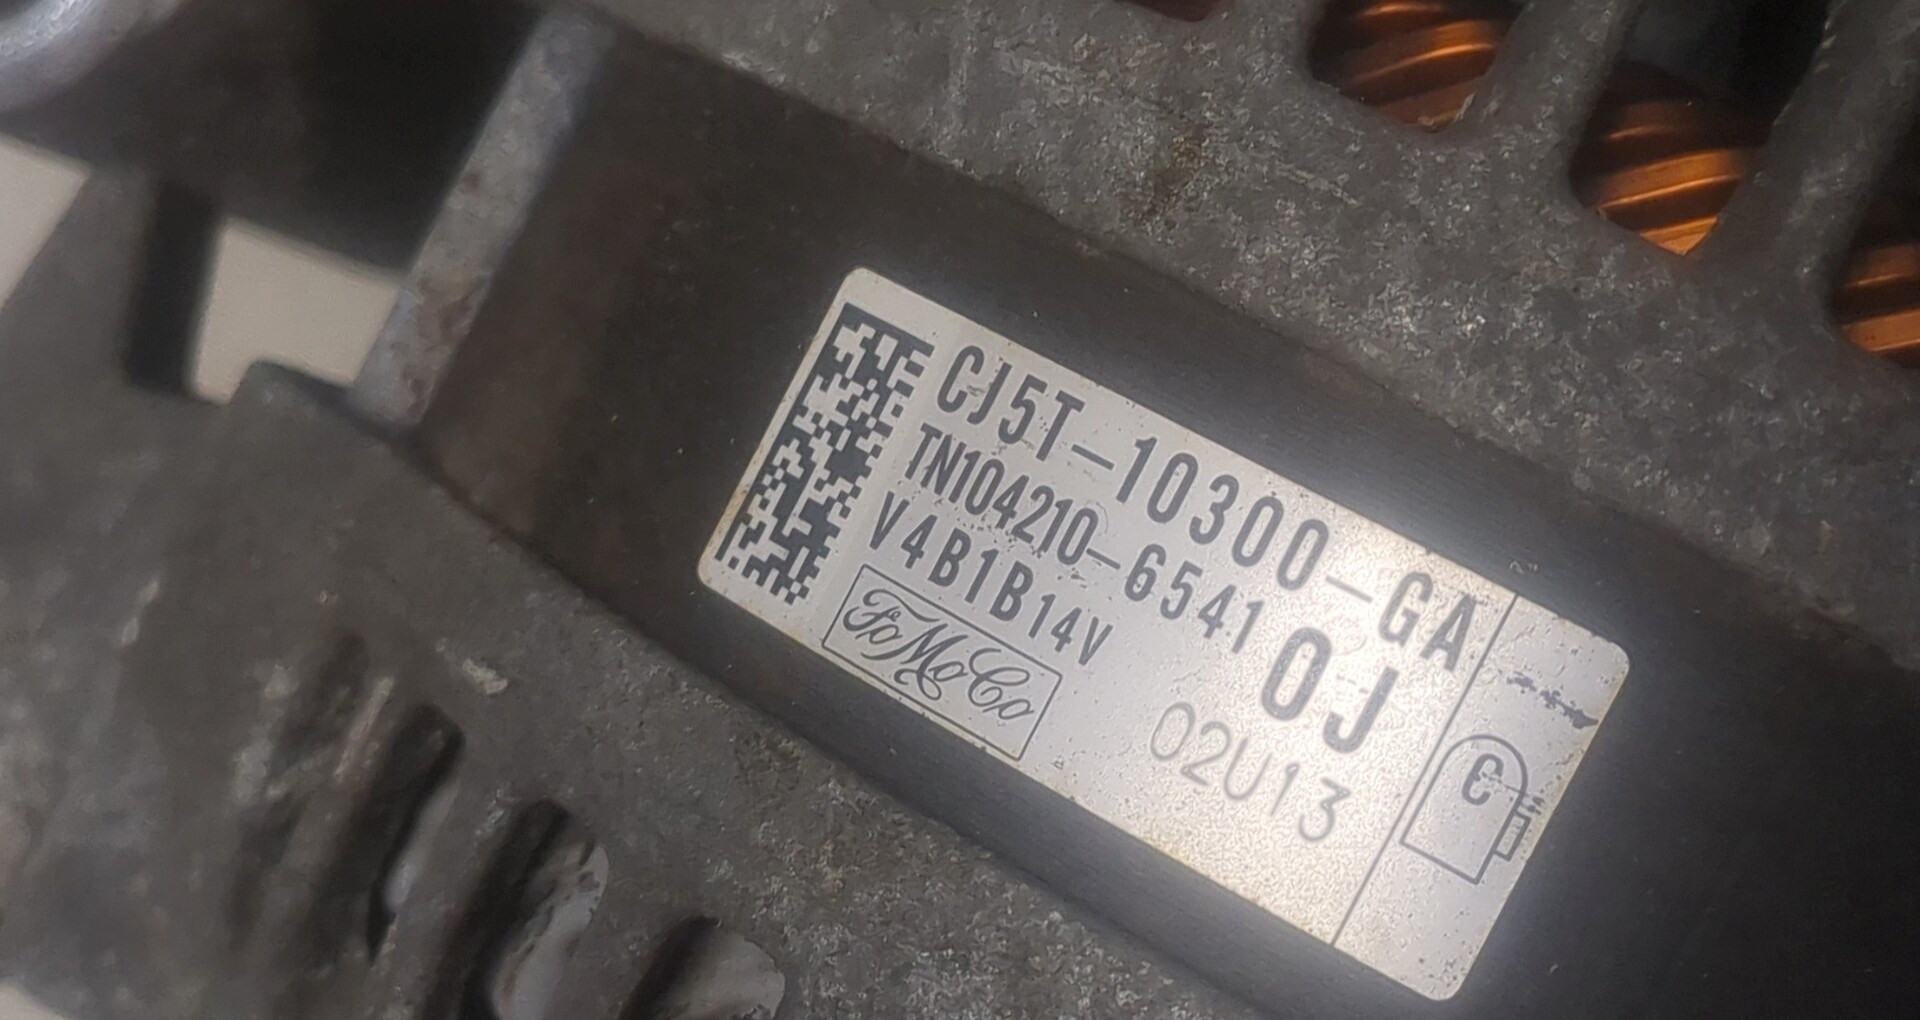 CJ5T-10300-GA
TN104210-6541
V4B1B14V
0J
FoMoCo
02U13
e